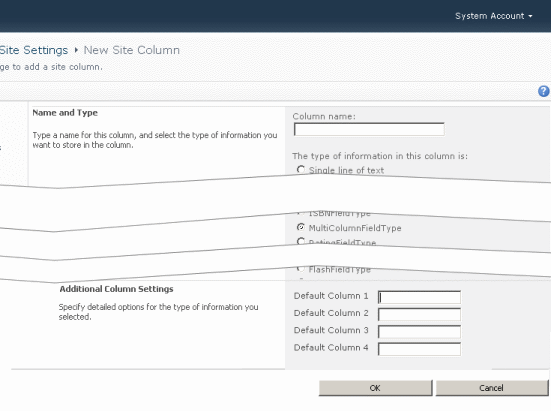 System Account
Site Settings ▸ New Site Column
ge to add a site column.
Name and Type
Type a name for this column, and select the type of information you
want to store in the column.
Column name:
The type of information in this column is:
Single line of text
ISBNFieldType
MultiColumnFieldType
RatingFieldType
FlashFieldType
Additional Column Settings
Specify detailed options for the type of information you
selected.
Default Column 1
Default Column 2
Default Column 3
Default Column 4
OK
Cancel